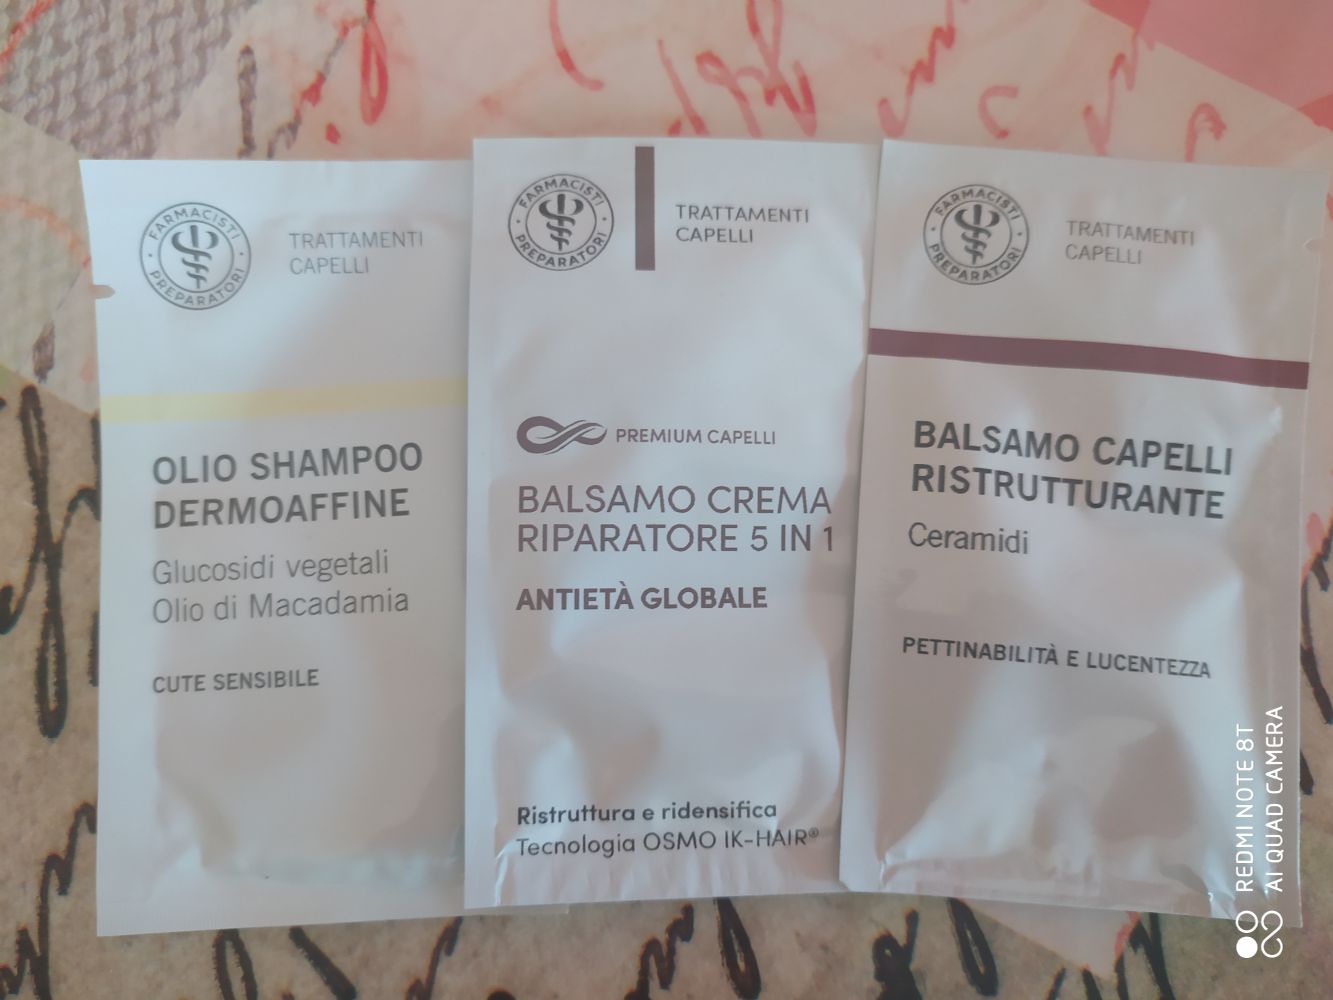 FARMACISTI PREPARATORI
TRATTAMENTI
CAPELLI
OLIO SHAMPOO
DERMOAFFINE
Glucosidi vegetali
Olio di Macadamia
CUTE SENSIBILE
FARMACISTI PREPARATORI
TRATTAMENTI
CAPELLI
PREMIUM CAPELLI
BALSAMO CREMA
RIPARATORE 5 IN 1
ANTIETÀ GLOBALE
Ristruttura e ridensifica
Tecnologia OSMO IK-HAIR®
FARMACISTI PREPARATORI
TRATTAMENTI
CAPELLI
BALSAMO CAPELLI
RISTRUTTURANTE
Ceramidi
PETTINABILITÀ E LUCENTEZZA
REDMI NOTE 8T
AI QUAD CAMERA